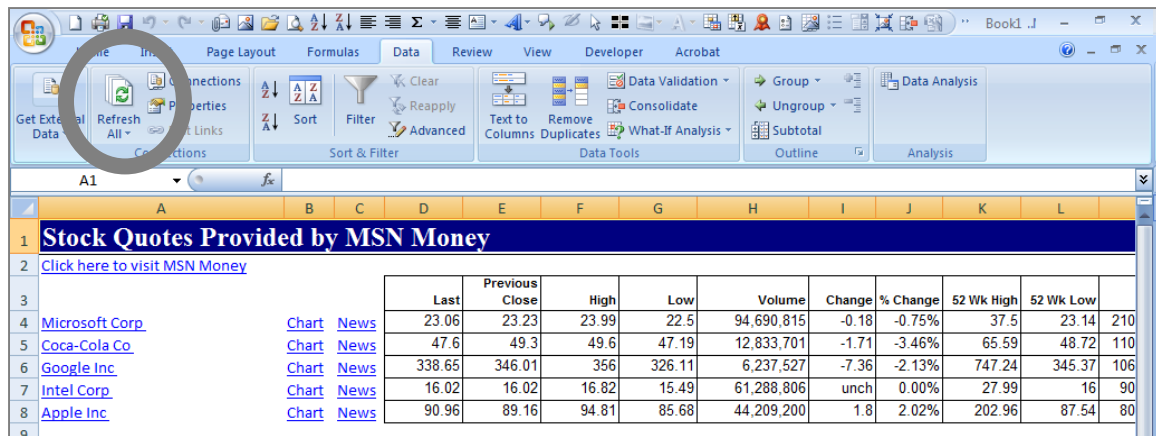 Book1 .J
Page Layout Formulas Data Review View Developer Acrobat
Connections Clear Data Validation Group Data Analysis
Properties Reapply Consolidate Ungroup
Get External Data Refresh All Links Sort Filter Advanced Text to Columns Remove Duplicates What-If Analysis Subtotal
Connections Sort & Filter Data Tools Outline Analysis
A1 fx
A B C D E F G H I J K L
1 Stock Quotes Provided by MSN Money
2 Click here to visit MSN Money
3 Last Previous Close High Low Volume Change % Change 52 Wk High 52 Wk Low
4 Microsoft Corp Chart News 23.06 23.23 23.99 22.5 94,690,815 -0.18 -0.75% 37.5 23.14 210
5 Coca-Cola Co Chart News 47.6 49.3 49.6 47.19 12,833,701 -1.71 -3.46% 65.59 48.72 110
6 Google Inc Chart News 338.65 346.01 356 326.11 6,237,527 -7.36 -2.13% 747.24 345.37 106
7 Intel Corp Chart News 16.02 16.02 16.82 15.49 61,288,806 unch 0.00% 27.99 16 90
8 Apple Inc Chart News 90.96 89.16 94.81 85.68 44,209,200 1.8 2.02% 202.96 87.54 80
9